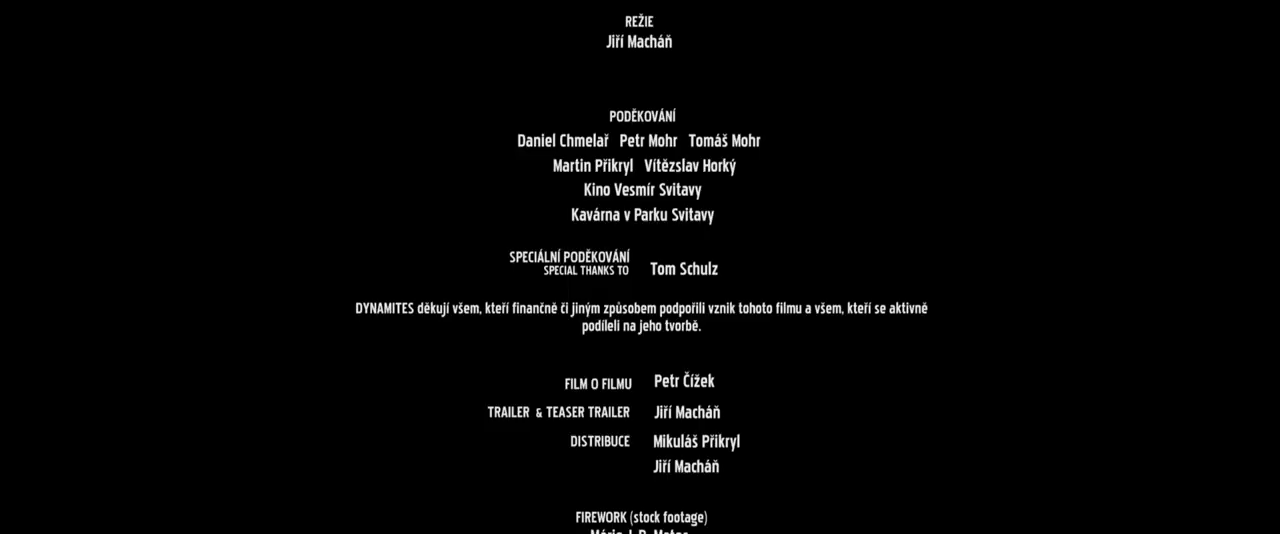 REŽIE
Jiří Macháň
PODĚKOVÁNÍ
Daniel Chmelař Petr Mohr Tomáš Mohr
Martin Přikryl Vítězslav Horký
Kino Vesmír Svitavy
Kavárna v Parku Svitavy
SPECIÁLNÍ PODĚKOVÁNÍ
SPECIAL THANKS TO Tom Schulz
DYNAMITES děkují všem, kteří finančně či jiným způsobem podpořili vznik tohoto filmu a všem, kteří se aktivně
podíleli na jeho tvorbě.
FILM O FILMU Petr Čížek
TRAILER & TEASER TRAILER Jiří Macháň
DISTRIBUCE Mikuláš Přikryl
Jiří Macháň
FIREWORK (stock footage)